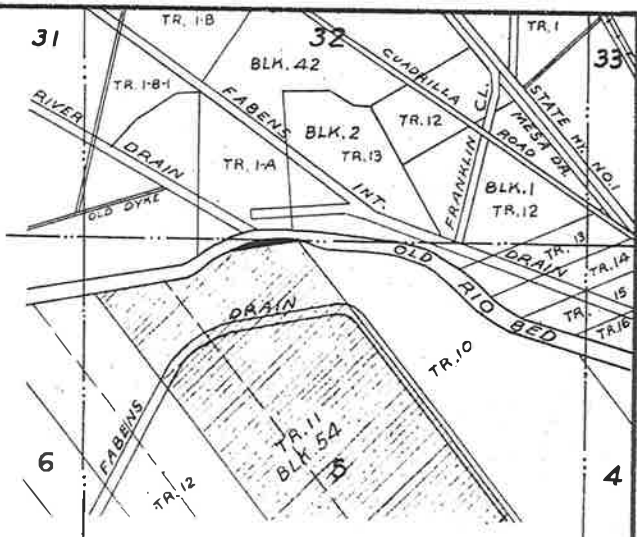 31
TR. 1-B
32
TR. 1
33
BLK. 42
TR. 1-B-1
CUADRILLA ROAD
C.L.
STATE HY. NO. 1
MESA DR.
FABENS INT. DRAIN
BLK. 2
TR. 12
RIVER DRAIN
TR. 1-A
TR. 13
FRANKLIN
BLK. 1
TR. 12
OLD DYKE
TR. 13
TR. 14
OLD RIO BED
TR. 15
TR. 16
FABENS DRAIN
TR. 10
TR. 11
BLK 54
5
6
TR. 12
4